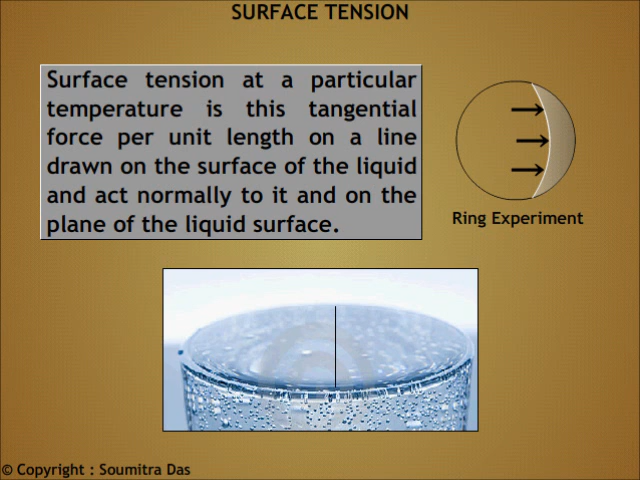 SURFACE TENSION
Surface tension at a particular
temperature is this tangential
force per unit length on a line
drawn on the surface of the liquid
and act normally to it and on the
plane of the liquid surface.
Ring Experiment
© Copyright : Soumitra Das